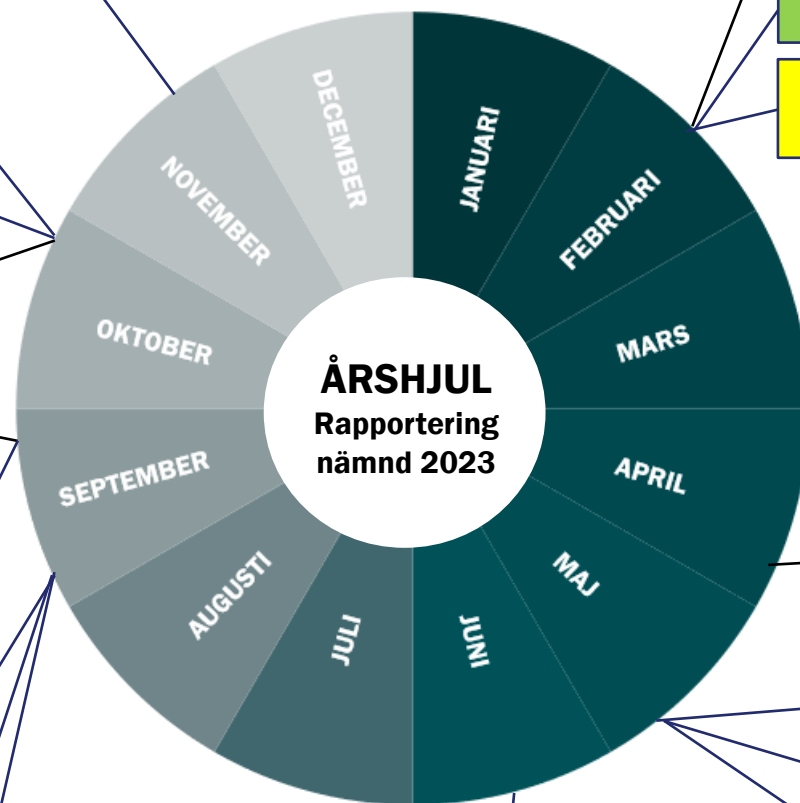 ÅRSHJUL
Rapportering
nämnd 2023
JANUARI
FEBRUARI
MARS
APRIL
MAJ
JUNI
JULI
AUGUSTI
SEPTEMBER
OKTOBER
NOVEMBER
DECEMBER